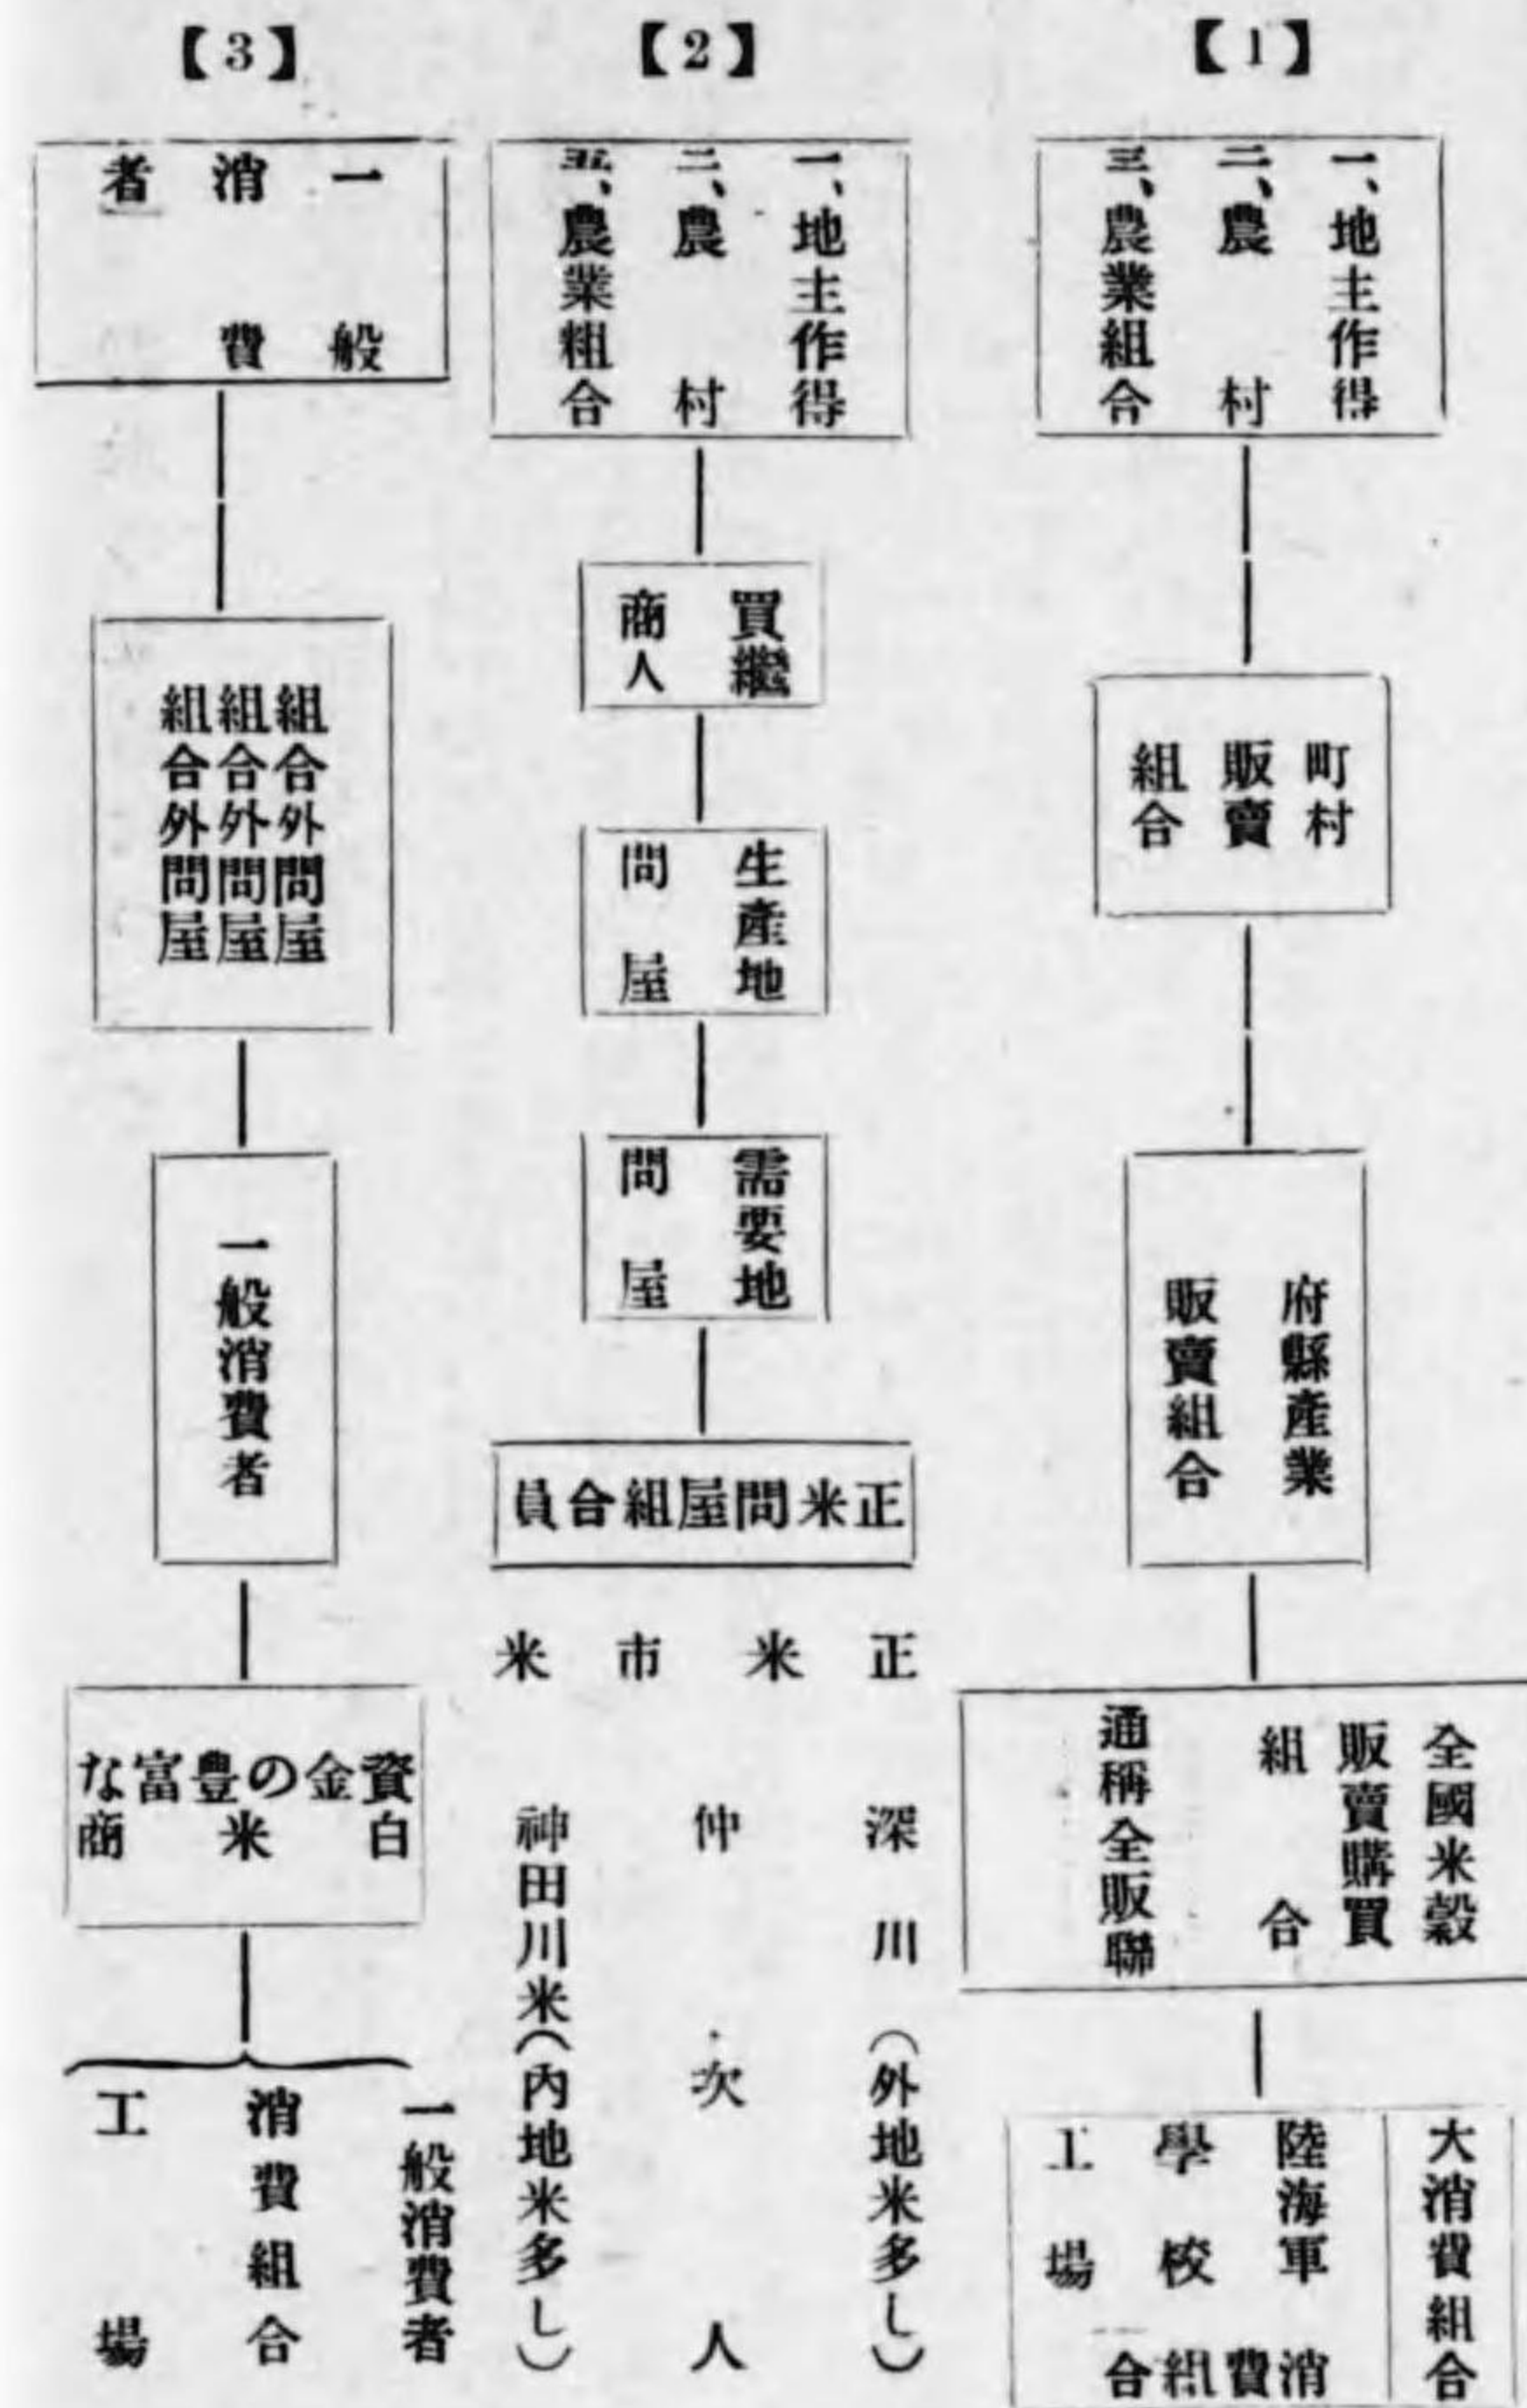 【1】
一、地主作得
二、農村
三、農業組合
町村
販賣
組合
府縣產業
販賣組合
全國米穀
販賣購買
組合
通稱全販聯
大消費組合
陸海軍
學校
工場
消費組合
【2】
一、地主作得
二、農村
五、農業粗合
買繼
商人
生產地
問屋
需要地
問屋
正米問屋組合員
正米市米
深川(外地米多し)
仲次人
神田川米(內地米多し)
【3】
一般
消費
者
組合外問屋
組合外問屋
組合外問屋
一般消費者
資金の豊富な
白米商
一般消費者
消費組合
工場